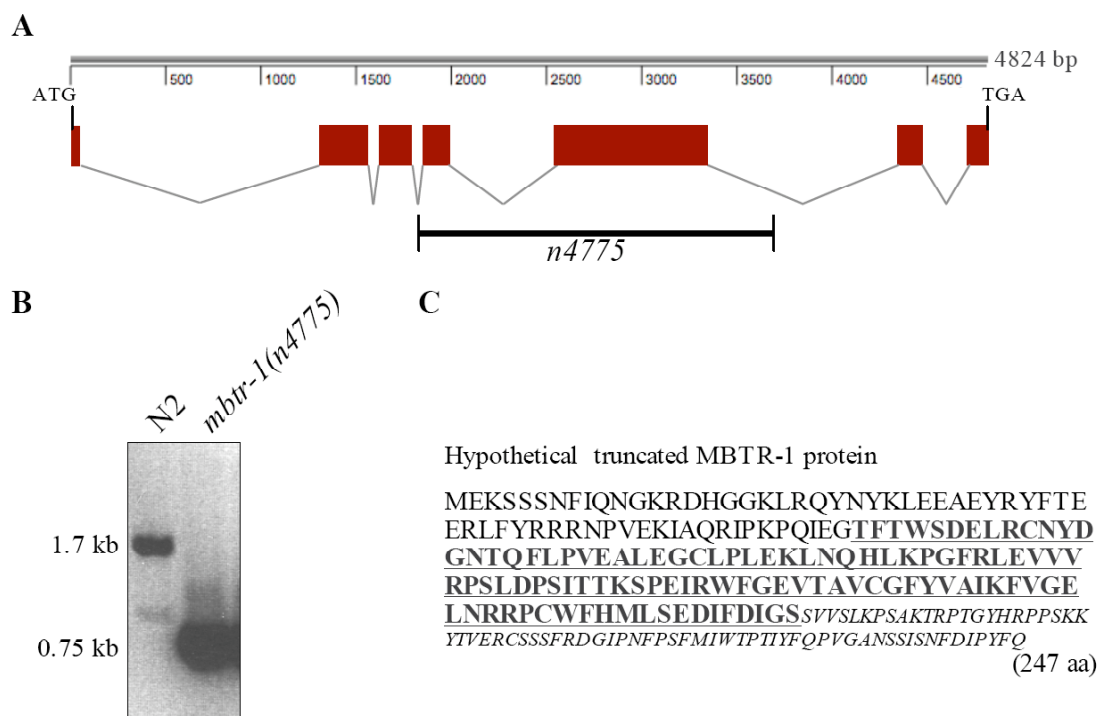 A
4824 bp
500 1000 1500 2000 2500 3000 3500 4000 4500
ATG TGA
n4775
B
C
N2
mbtr-1(n4775)
1.7 kb
0.75 kb
Hypothetical truncated MBTR-1 protein
MEKSSSNFIQNGKRDHGGKLRQYNYKLEEAEYRYFTE
ERLFYRRRNPVEKIAQRIPKPQIEGTFTWSDELRCNYD
GNTQFLPVEALEGCLPLEKLNQHLKPGFRLEVVV
RPSLDPSITTKSPEIRWFGEVTAVCGFYVAIKFVGE
LNRRPCWFHMLSEDIFDIGSSVVSLKPSAKTRPTGYHRPPSKK
YTVERCSSSFRDGIPNFPSFMIWTPTIYFQPVGANSSISNFDIPYFQ
(247 aa)